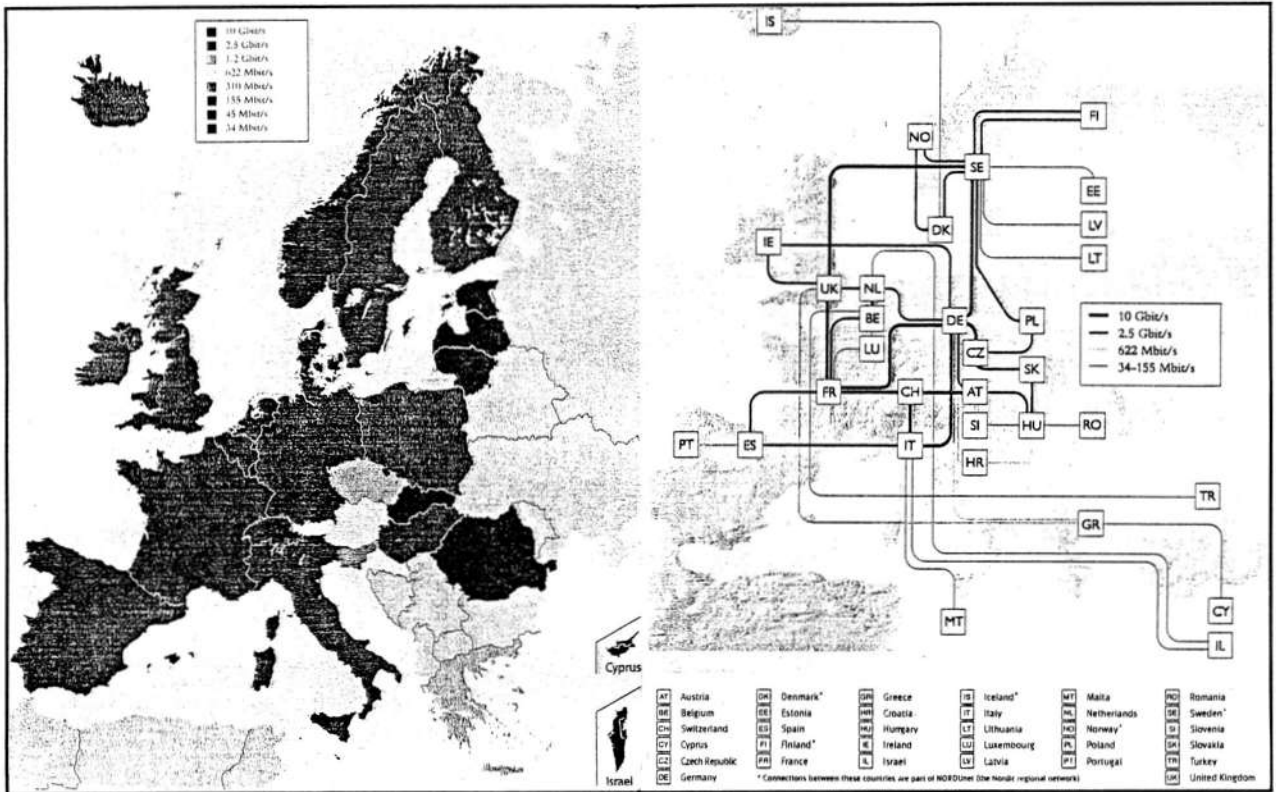 10 Gbit/s
2.5 Gbit/s
1.2 Gbit/s
622 Mbit/s
310 Mbit/s
155 Mbit/s
45 Mbit/s
34 Mbit/s
Cyprus
Israel
IS
FI
NO
SE
EE
DK
LV
IE
LT
UK
NL
DE
PL
BE
LU
CZ
SK
10 Gbit/s
2.5 Gbit/s
622 Mbit/s
34–155 Mbit/s
FR
CH
AT
SI
HU
RO
PT
ES
IT
HR
TR
GR
CY
MT
IL
AT Austria
BE Belgium
CH Switzerland
CY Cyprus
CZ Czech Republic
DE Germany
DK Denmark*
EE Estonia
ES Spain
FI Finland*
FR France
GR Greece
HR Croatia
HU Hungary
IE Ireland
IL Israel
IS Iceland*
IT Italy
LT Lithuania
LU Luxembourg
LV Latvia
MT Malta
NL Netherlands
NO Norway*
PL Poland
PT Portugal
RO Romania
SE Sweden*
SI Slovenia
SK Slovakia
TR Turkey
UK United Kingdom
* Connections between these countries are part of NORDUnet (the Nordic regional network)